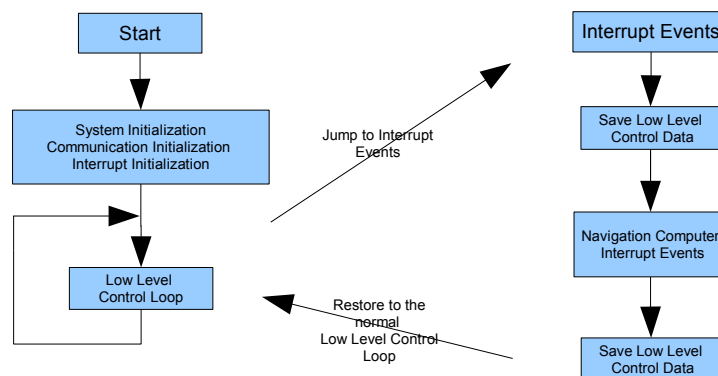 Start
System Initialization
Communication Initialization
Interrupt Initialization
Low Level
Control Loop
Jump to Interrupt
Events
Restore to the
normal
Low Level Control
Loop
Interrupt Events
Save Low Level
Control Data
Navigation Computer
Interrupt Events
Save Low Level
Control Data